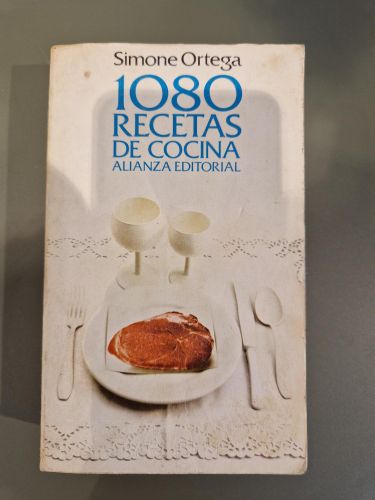 Simone Ortega
1080
RECETAS
DE COCINA
ALIANZA EDITORIAL